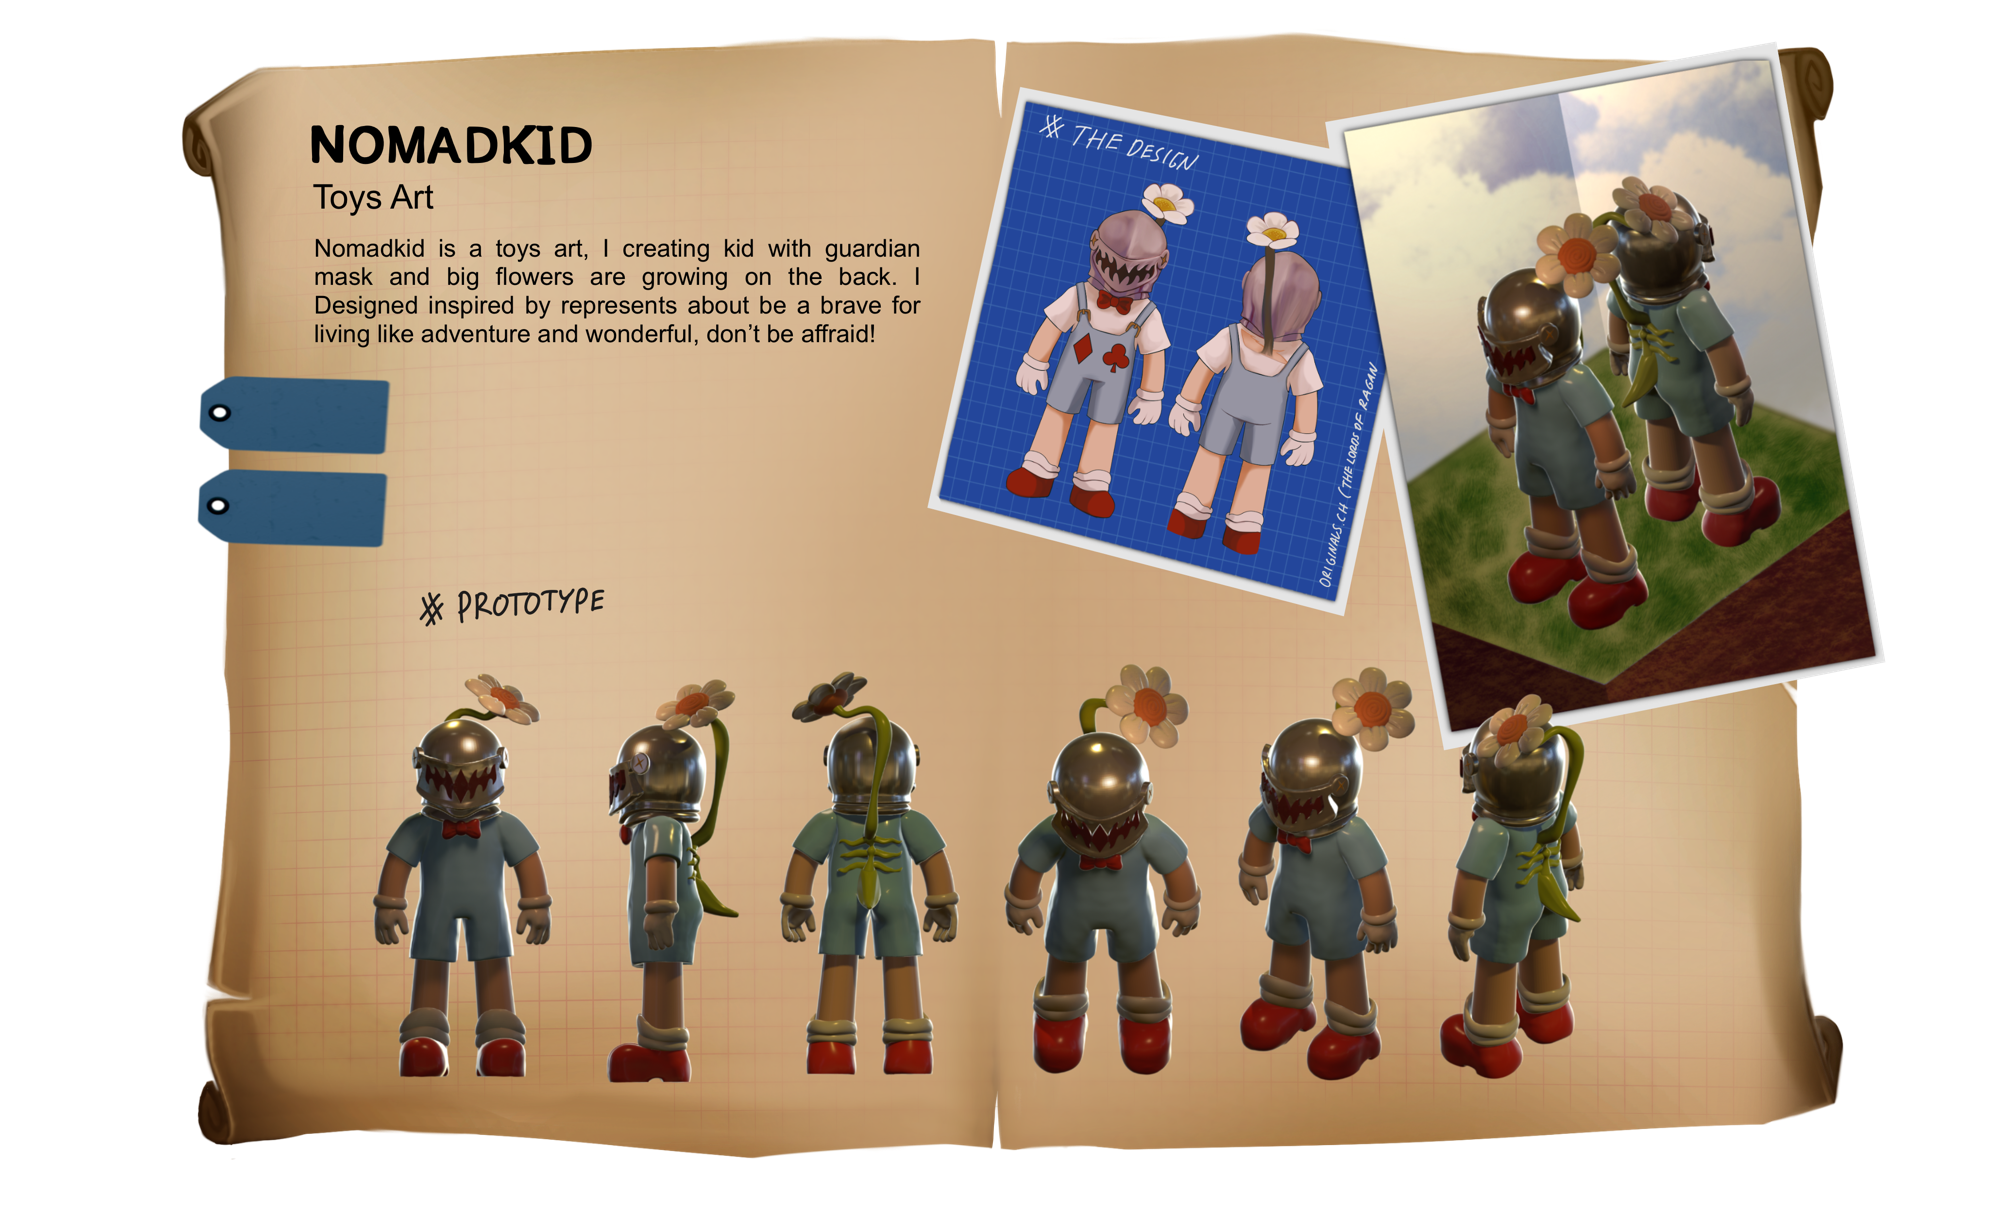 NOMADKID
Toys Art
Nomadkid is a toys art, I creating kid with guardian
mask and big flowers are growing on the back. I
Designed inspired by represents about be a brave for
living like adventure and wonderful, don't be affraid!
THE DESIGN
ORIGINALS.CH (THE LORDS OF RAGAN
PROTOTYPE